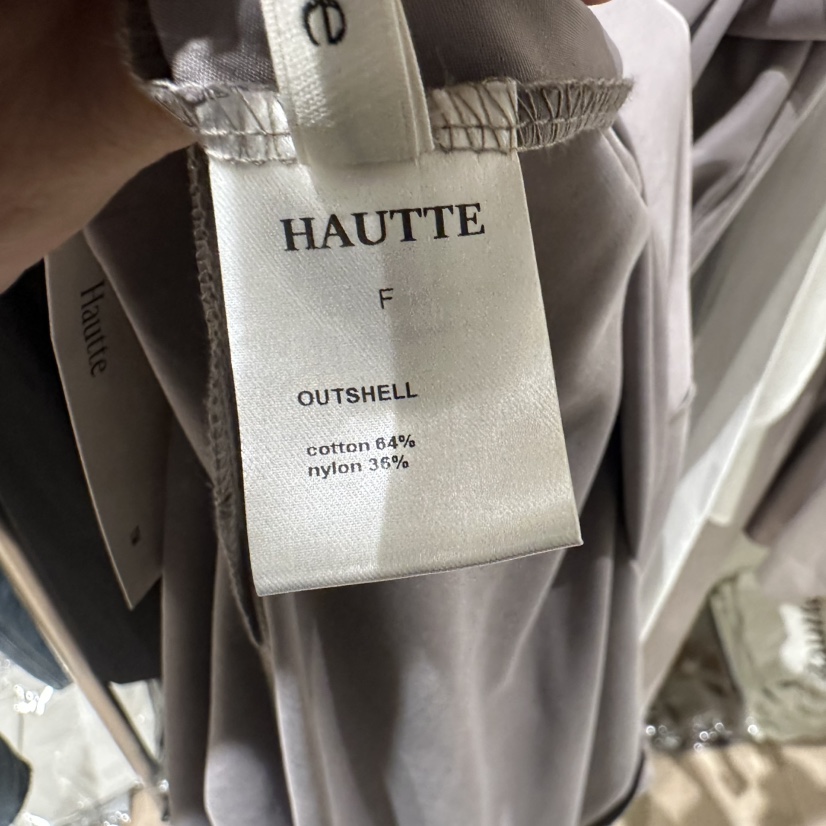 HAUTTE
F
OUTSHELL
cotton 64%
nylon 36%
Hautte